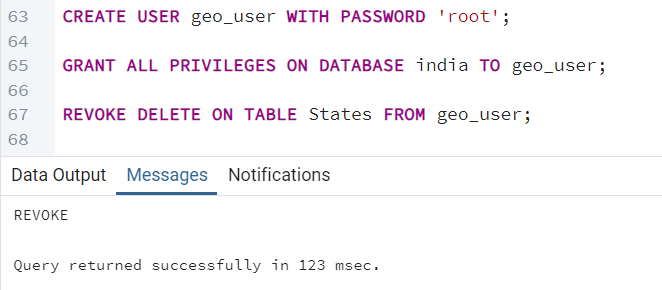 63 CREATE USER geo_user WITH PASSWORD 'root';
64
65 GRANT ALL PRIVILEGES ON DATABASE india TO geo_user;
66
67 REVOKE DELETE ON TABLE States FROM geo_user;
68
Data Output Messages Notifications
REVOKE
Query returned successfully in 123 msec.